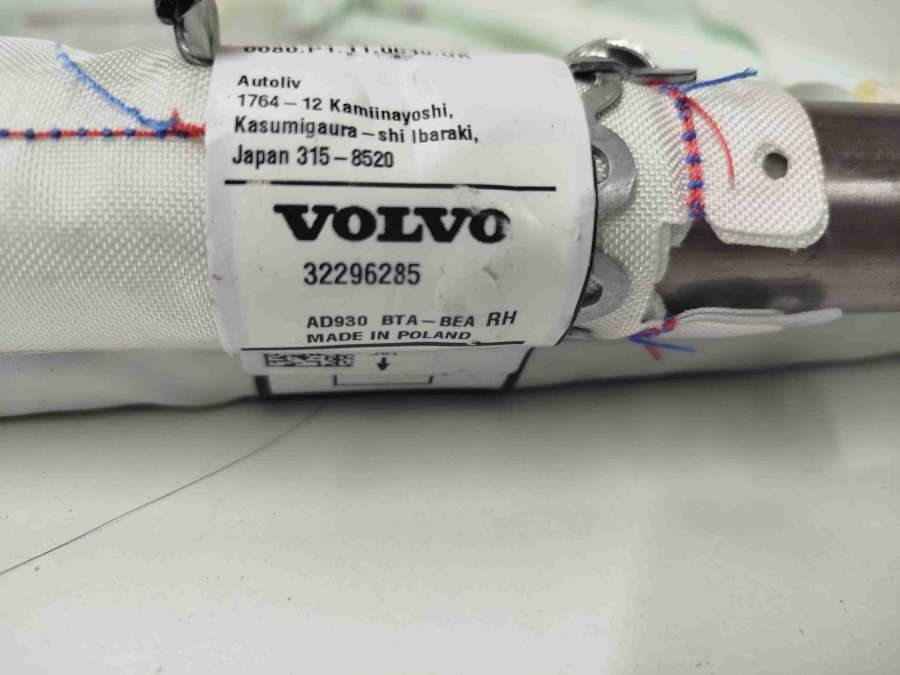 Autoliv
1764-12 Kamiinayoshi,
Kasumigaura-shi Ibaraki,
Japan 315-8520
VOLVO
32296285
AD930 BTA-BEA RH
MADE IN POLAND